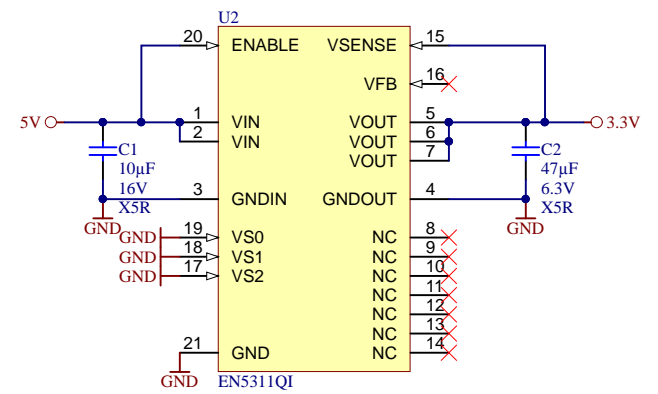 U2
20 ENABLE VSENSE 15
VFB 16
5V 1 VIN VOUT 5 3.3V
2 VIN VOUT 6
VOUT 7
C1
10µF
16V
X5R
C2
47µF
6.3V
X5R
3 GNDIN GNDOUT 4
GND
GND
GND 19 VS0 NC 8
GND 18 VS1 NC 9
GND 17 VS2 NC 10
NC 11
NC 12
NC 13
21 GND NC 14
GND
EN5311QI